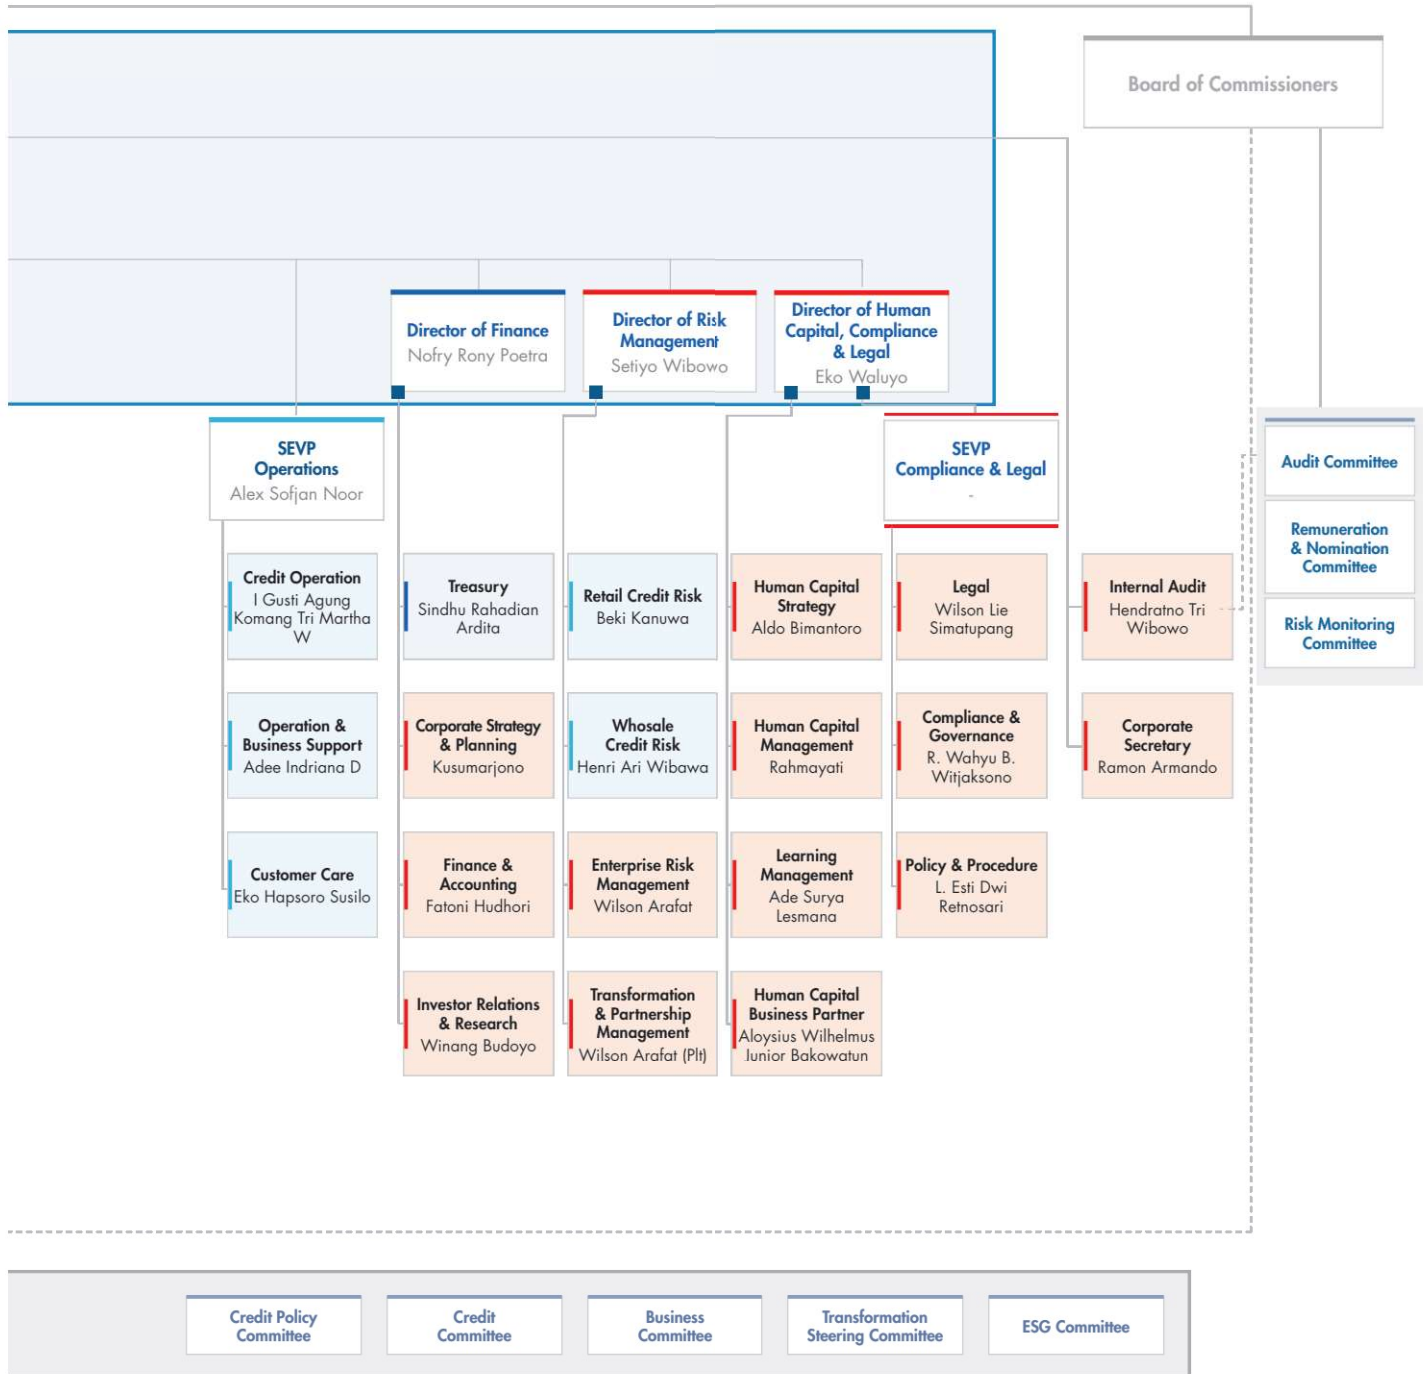 Board of Commissioners
Director of Finance
Nofry Rony Poetra
Director of Risk
Management
Setiyo Wibowo
Director of Human
Capital, Compliance
& Legal
Eko Waluyo
SEVP
Operations
Alex Sofjan Noor
SEVP
Compliance & Legal
-
Audit Committee
Remuneration
& Nomination
Committee
Risk Monitoring
Committee
Credit Operation
I Gusti Agung
Komang Tri Martha
W
Treasury
Sindhu Rahadian
Ardita
Retail Credit Risk
Beki Kanuwa
Human Capital
Strategy
Aldo Bimantoro
Legal
Wilson Lie
Simatupang
Internal Audit
Hendratno Tri
Wibowo
Operation &
Business Support
Adee Indriana D
Corporate Strategy
& Planning
Kusumarjono
Whosale
Credit Risk
Henri Ari Wibawa
Human Capital
Management
Rahmayati
Compliance &
Governance
R. Wahyu B.
Witjaksono
Corporate
Secretary
Ramon Armando
Customer Care
Eko Hapsoro Susilo
Finance &
Accounting
Fatoni Hudhori
Enterprise Risk
Management
Wilson Arafat
Learning
Management
Ade Surya
Lesmana
Policy & Procedure
L. Esti Dwi
Retnosari
Investor Relations
& Research
Winang Budoyo
Transformation
& Partnership
Management
Wilson Arafat (Plt)
Human Capital
Business Partner
Aloysius Wilhelmus
Junior Bakowatun
Credit Policy
Committee
Credit
Committee
Business
Committee
Transformation
Steering Committee
ESG Committee